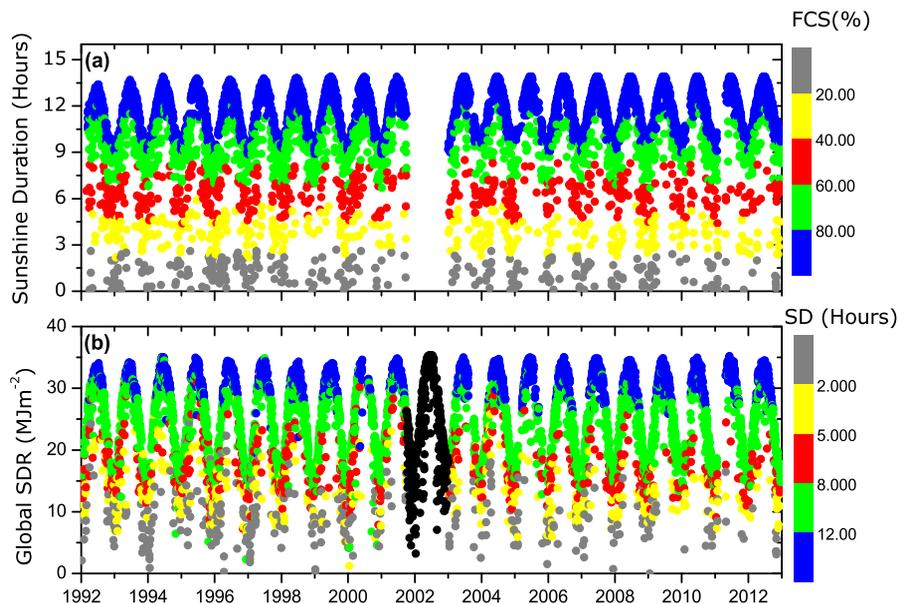 FCS(%)
(a)
Sunshine Duration (Hours)
15
12
9
6
3
0
20.00
40.00
60.00
80.00
SD (Hours)
(b)
Global SDR (MJm⁻²)
40
30
20
10
0
2.000
5.000
8.000
12.00
1992 1994 1996 1998 2000 2002 2004 2006 2008 2010 2012